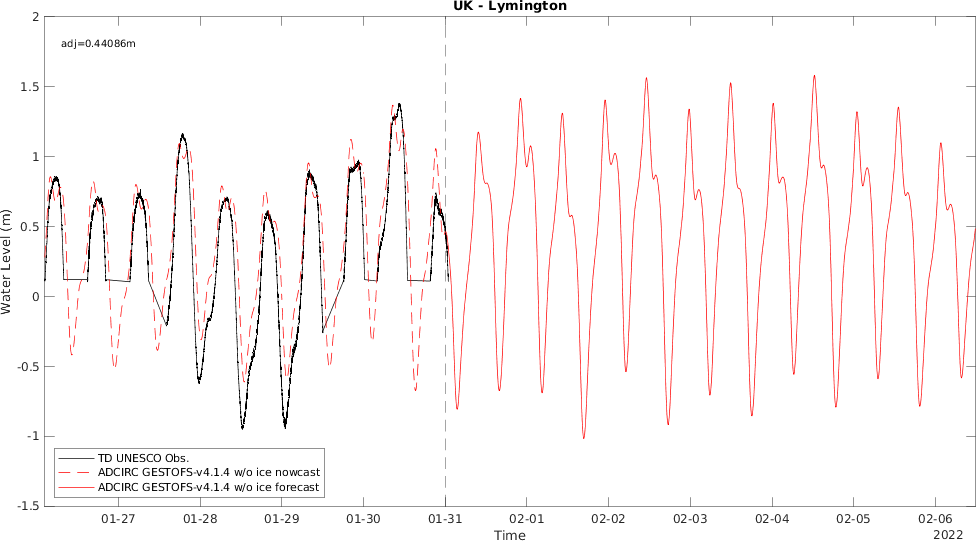 UK - Lymington
adj=0.44086m
Water Level (m)
2
1.5
1
0.5
0
-0.5
-1
-1.5
TD UNESCO Obs.
ADCIRC GESTOFS-v4.1.4 w/o ice nowcast
ADCIRC GESTOFS-v4.1.4 w/o ice forecast
01-27 01-28 01-29 01-30 01-31 02-01 02-02 02-03 02-04 02-05 02-06
Time
2022